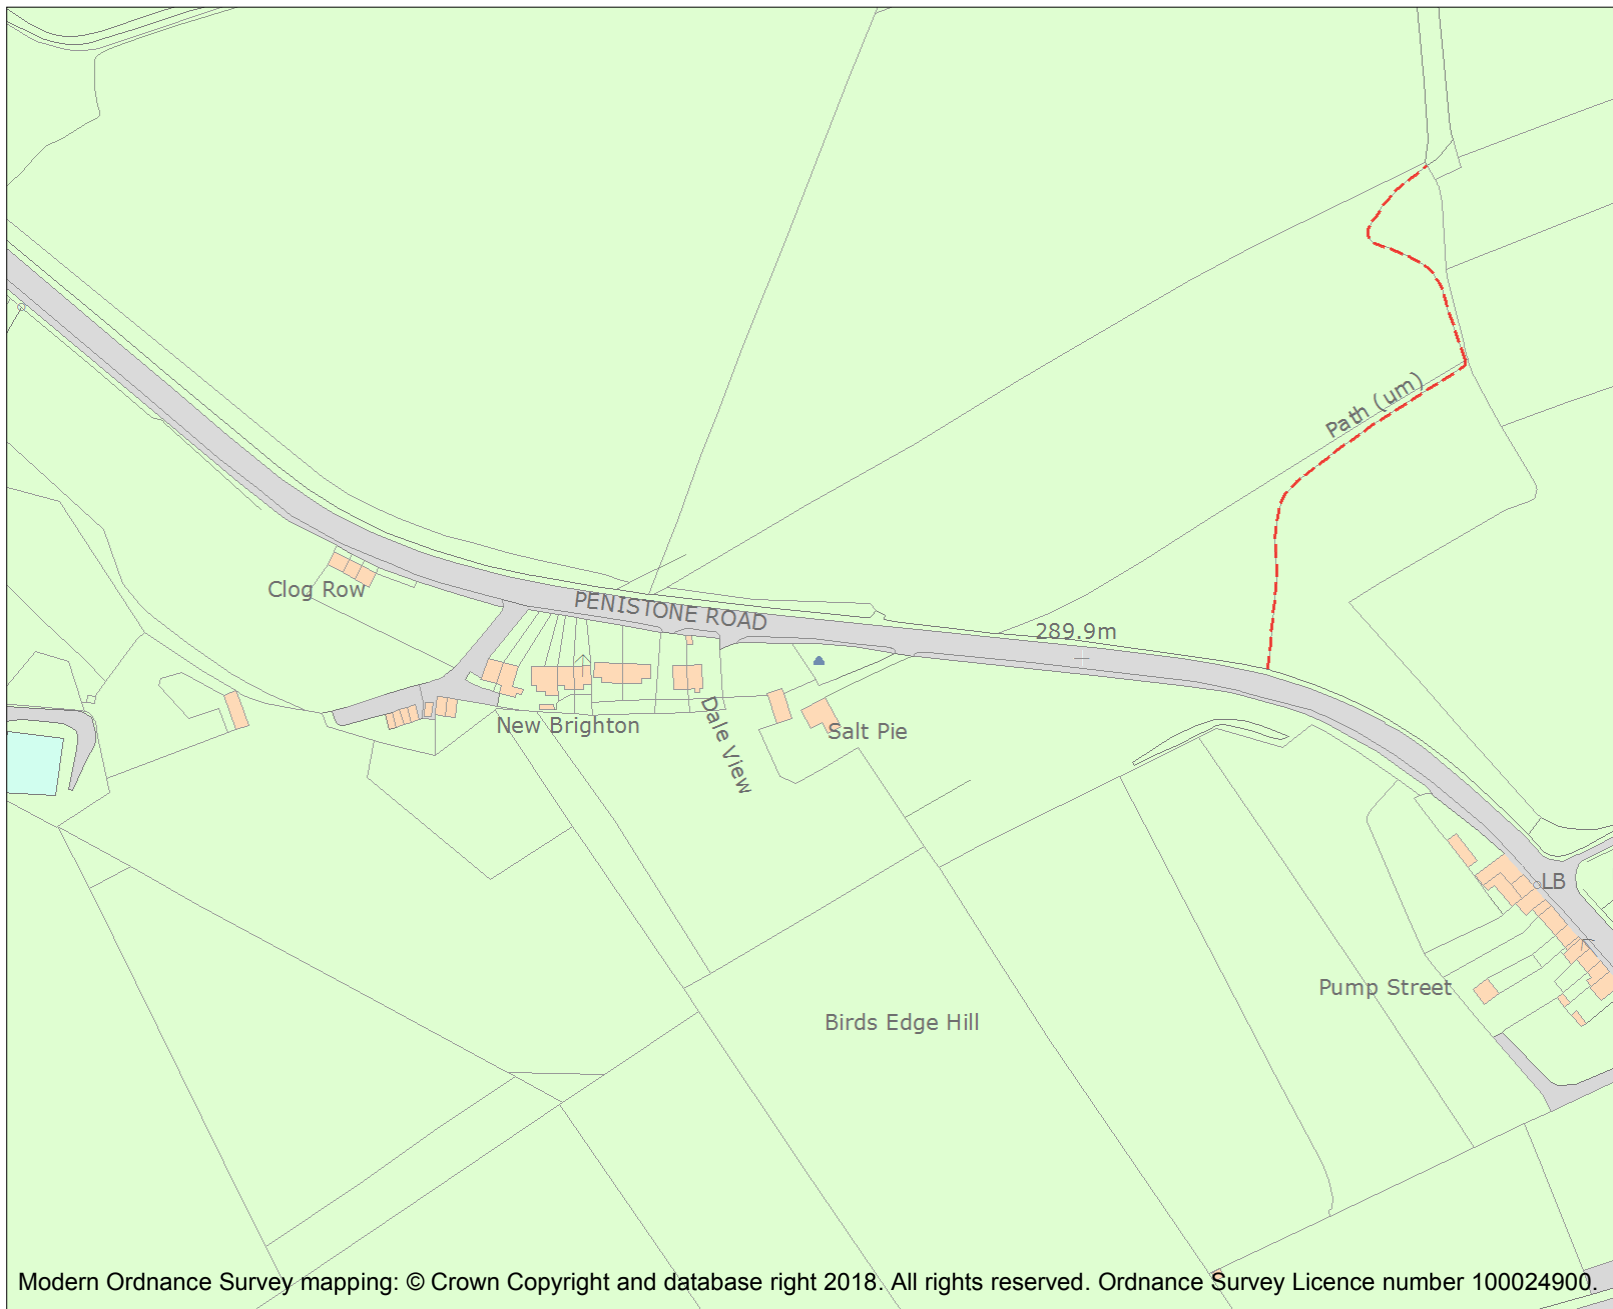 Path (um)
Clog Row
PENISTONE ROAD
289.9m
New Brighton
Dale View
Salt Pie
LB
Pump Street
Birds Edge Hill
Modern Ordnance Survey mapping: © Crown Copyright and database right 2018. All rights reserved. Ordnance Survey Licence number 100024900.